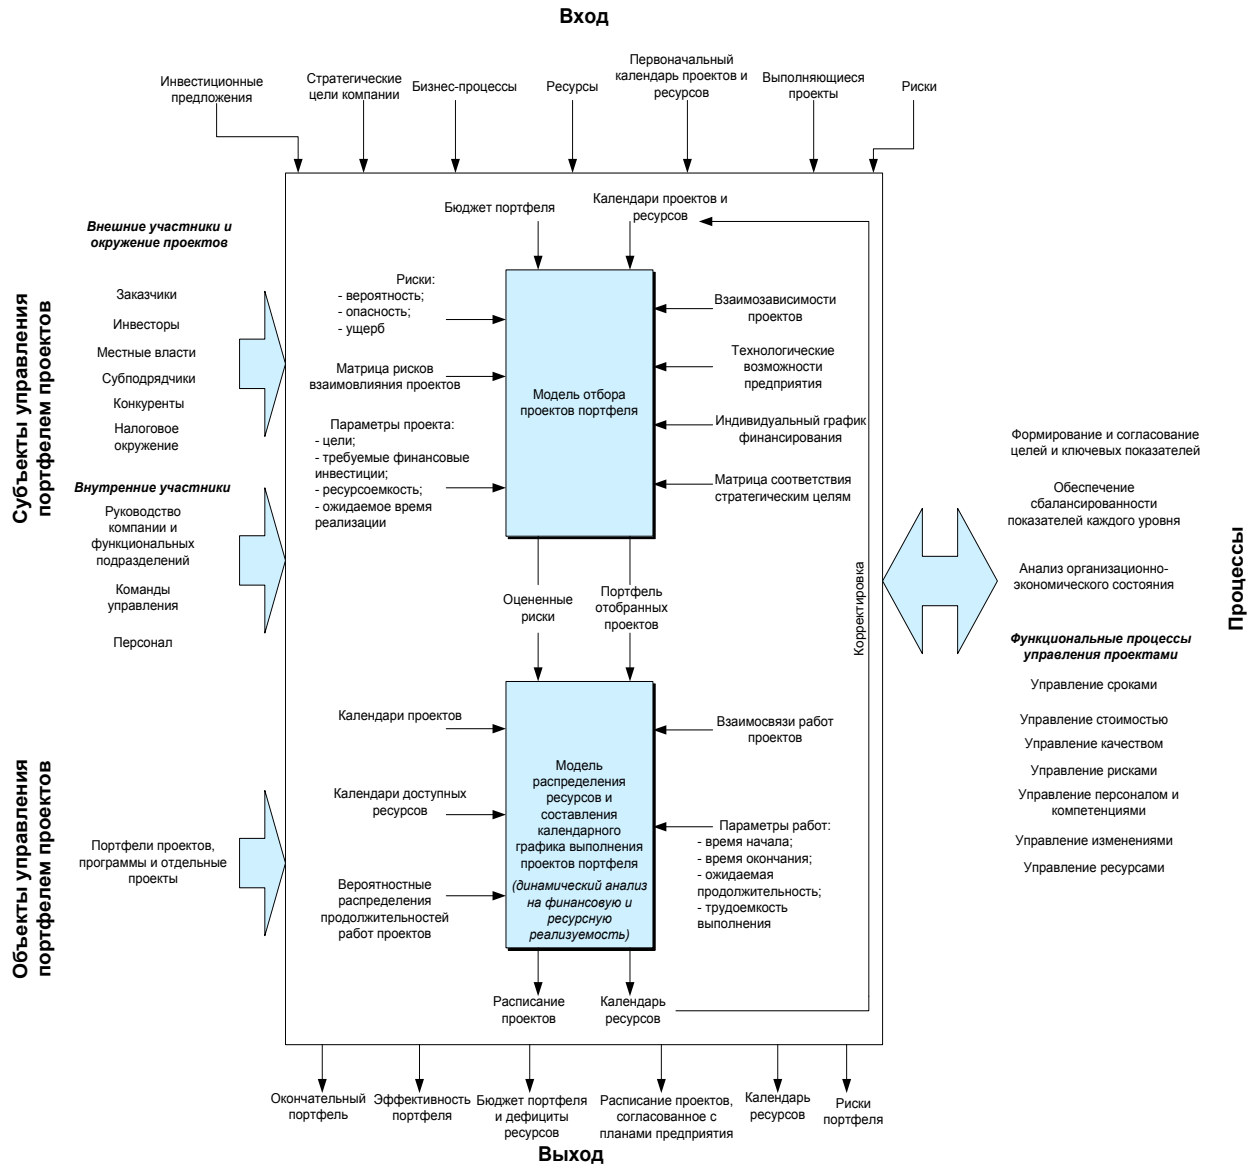 Вход
Инвестиционные
предложения
Стратегические
цели компании
Бизнес-процессы
Ресурсы
Первоначальный
календарь проектов и
ресурсов
Выполняющиеся
проекты
Риски
Субъекты управления
портфелем проектов
Внешние участники и
окружение проектов
Заказчики
Инвесторы
Местные власти
Субподрядчики
Конкуренты
Налоговое
окружение
Внутренние участники
Руководство
компании и
функциональных
подразделений
Команды
управления
Персонал
Объекты управления
портфелем проектов
Портфели проектов,
программы и отдельные
проекты
Бюджет портфеля
Календари проектов и
ресурсов
Риски:
- вероятность;
- опасность;
- ущерб
Матрица рисков
взаимовлияния проектов
Параметры проекта:
- цели;
- требуемые финансовые
инвестиции;
- ресурсоемкость;
- ожидаемое время
реализации
Модель отбора
проектов портфеля
Взаимозависимости
проектов
Технологические
возможности
предприятия
Индивидуальный график
финансирования
Матрица соответствия
стратегическим целям
Оцененные
риски
Портфель
отобранных
проектов
Корректировка
Календари проектов
Календари доступных
ресурсов
Вероятностные
распределения
продолжительностей
работ проектов
Модель
распределения
ресурсов и
составления
календарного
графика выполнения
проектов портфеля
(динамический анализ
на финансовую и
ресурсную
реализуемость)
Взаимосвязи работ
проектов
Параметры работ:
- время начала;
- время окончания;
- ожидаемая
продолжительность;
- трудоемкость
выполнения
Расписание
проектов
Календарь
ресурсов
Процессы
Формирование и согласование
целей и ключевых показателей
Обеспечение
сбалансированности
показателей каждого уровня
Анализ организационно-
экономического состояния
Функциональные процессы
управления проектами
Управление сроками
Управление стоимостью
Управление качеством
Управление рисками
Управление персоналом и
компетенциями
Управление изменениями
Управление ресурсами
Окончательный
портфель
Эффективность
портфеля
Бюджет портфеля
и дефициты
ресурсов
Расписание проектов,
согласованное с
планами предприятия
Календарь
ресурсов
Риски
портфеля
Выход